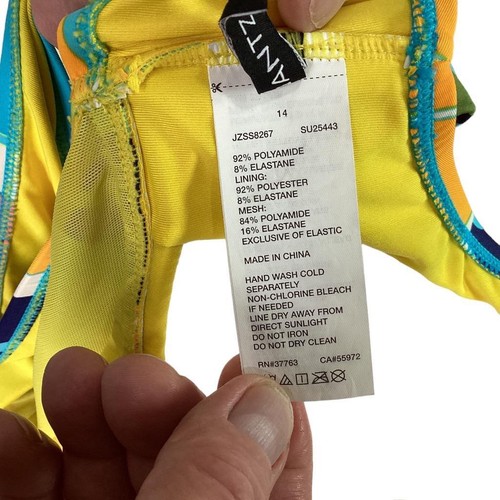 ANTZ
14
JZSS8267 SU25443
92% POLYAMIDE
8% ELASTANE
LINING:
92% POLYESTER
8% ELASTANE
MESH:
84% POLYAMIDE
16% ELASTANE
EXCLUSIVE OF ELASTIC
MADE IN CHINA
HAND WASH COLD
SEPARATELY
NON-CHLORINE BLEACH
IF NEEDED
LINE DRY AWAY FROM
DIRECT SUNLIGHT
DO NOT IRON
DO NOT DRY CLEAN
RN#37763 CA#55972